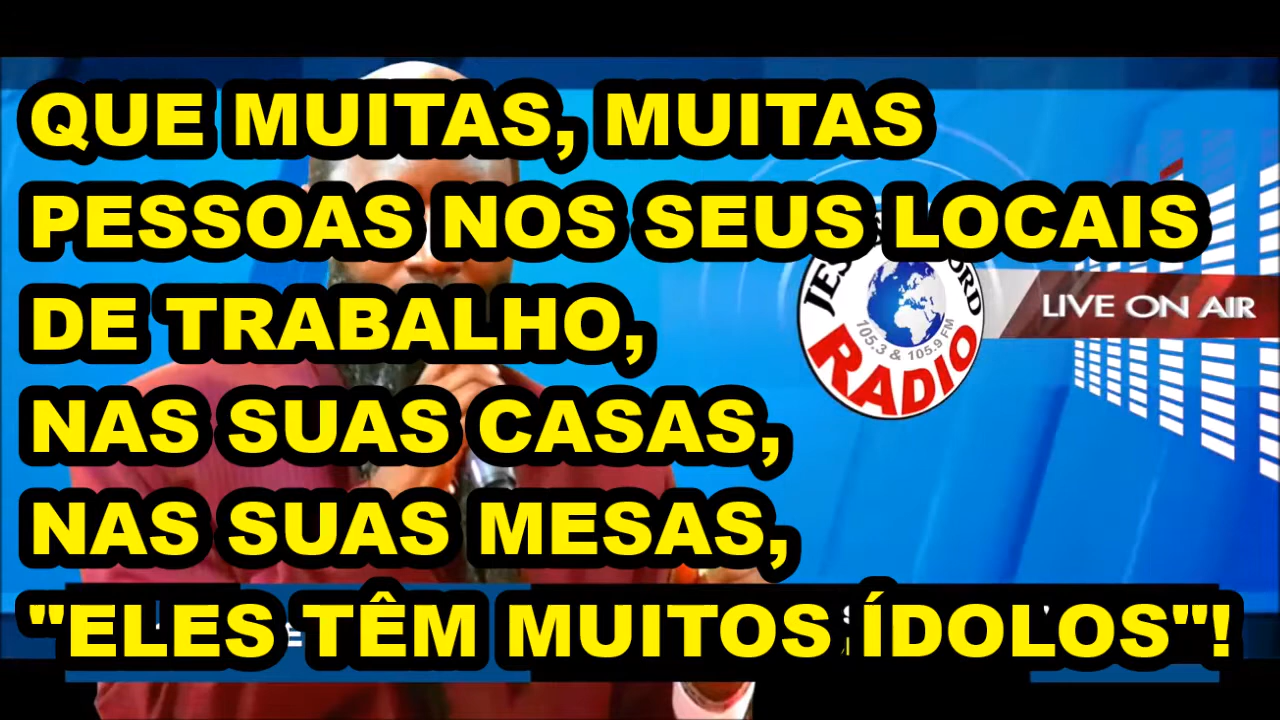 QUE MUITAS, MUITAS
PESSOAS NOS SEUS LOCAIS
DE TRABALHO,
NAS SUAS CASAS,
NAS SUAS MESAS,
"ELES TÊM MUITOS ÍDOLOS"!
105.3 & 105.9 FM
RADIO
LIVE ON AIR